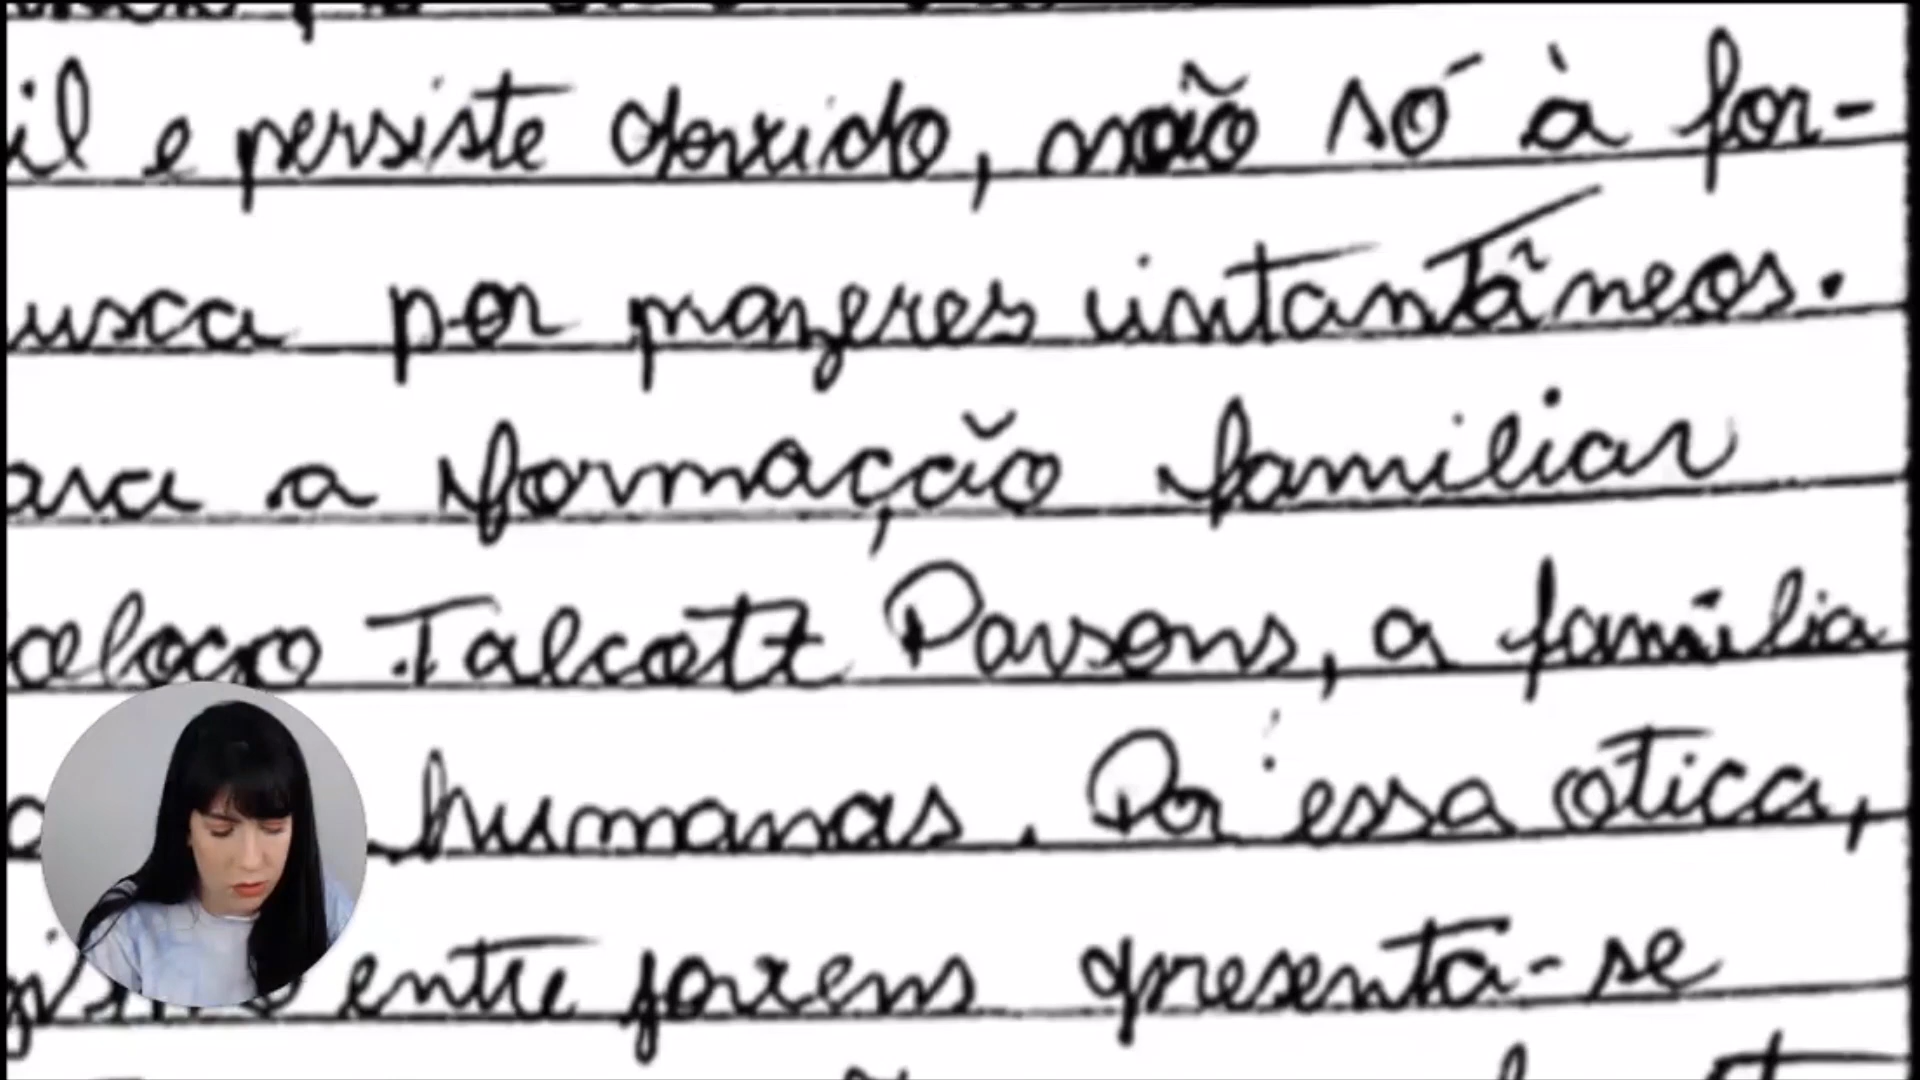 il e persiste devido, não só à for-
usca por prazeres instantâneos.
ara a formação familiar
ólogo Talcott Parsons, a família
humanas. Por essa ótica,
entre jovens apresenta-se